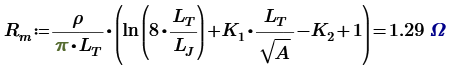 R_m := ρ / (π • L_T) • (ln(8 • L_T / L_J) + K_1 • L_T / √A − K_2 + 1) = 1.29 Ω